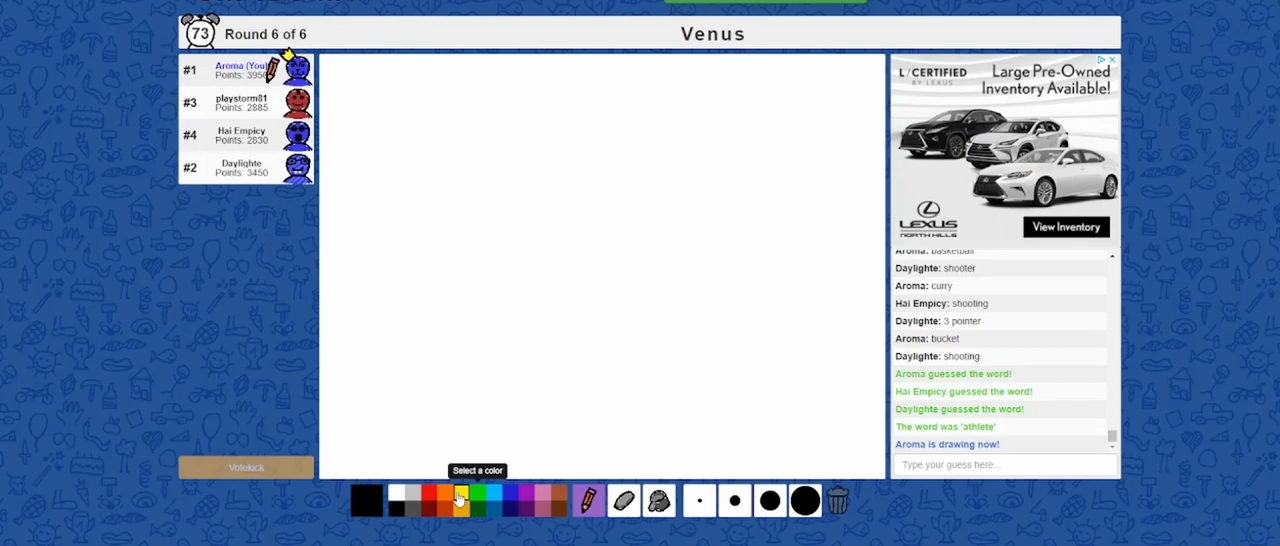 73
Round 6 of 6
Venus
#1
Aroma (You)
Points: 3950
#3
playstorm81
Points: 2885
#4
Hai Empicy
Points: 2830
#2
Daylighte
Points: 3450
Votekick
Select a color
L/CERTIFIED
BY LEXUS
Large Pre-Owned
Inventory Available!
LEXUS
NORTH HILLS
View Inventory
Aroma: basketball
Daylighte: shooter
Aroma: curry
Hai Empicy: shooting
Daylighte: 3 pointer
Aroma: bucket
Daylighte: shooting
Aroma guessed the word!
Hai Empicy guessed the word!
Daylighte guessed the word!
The word was 'athlete'
Aroma is drawing now!
Type your guess here...